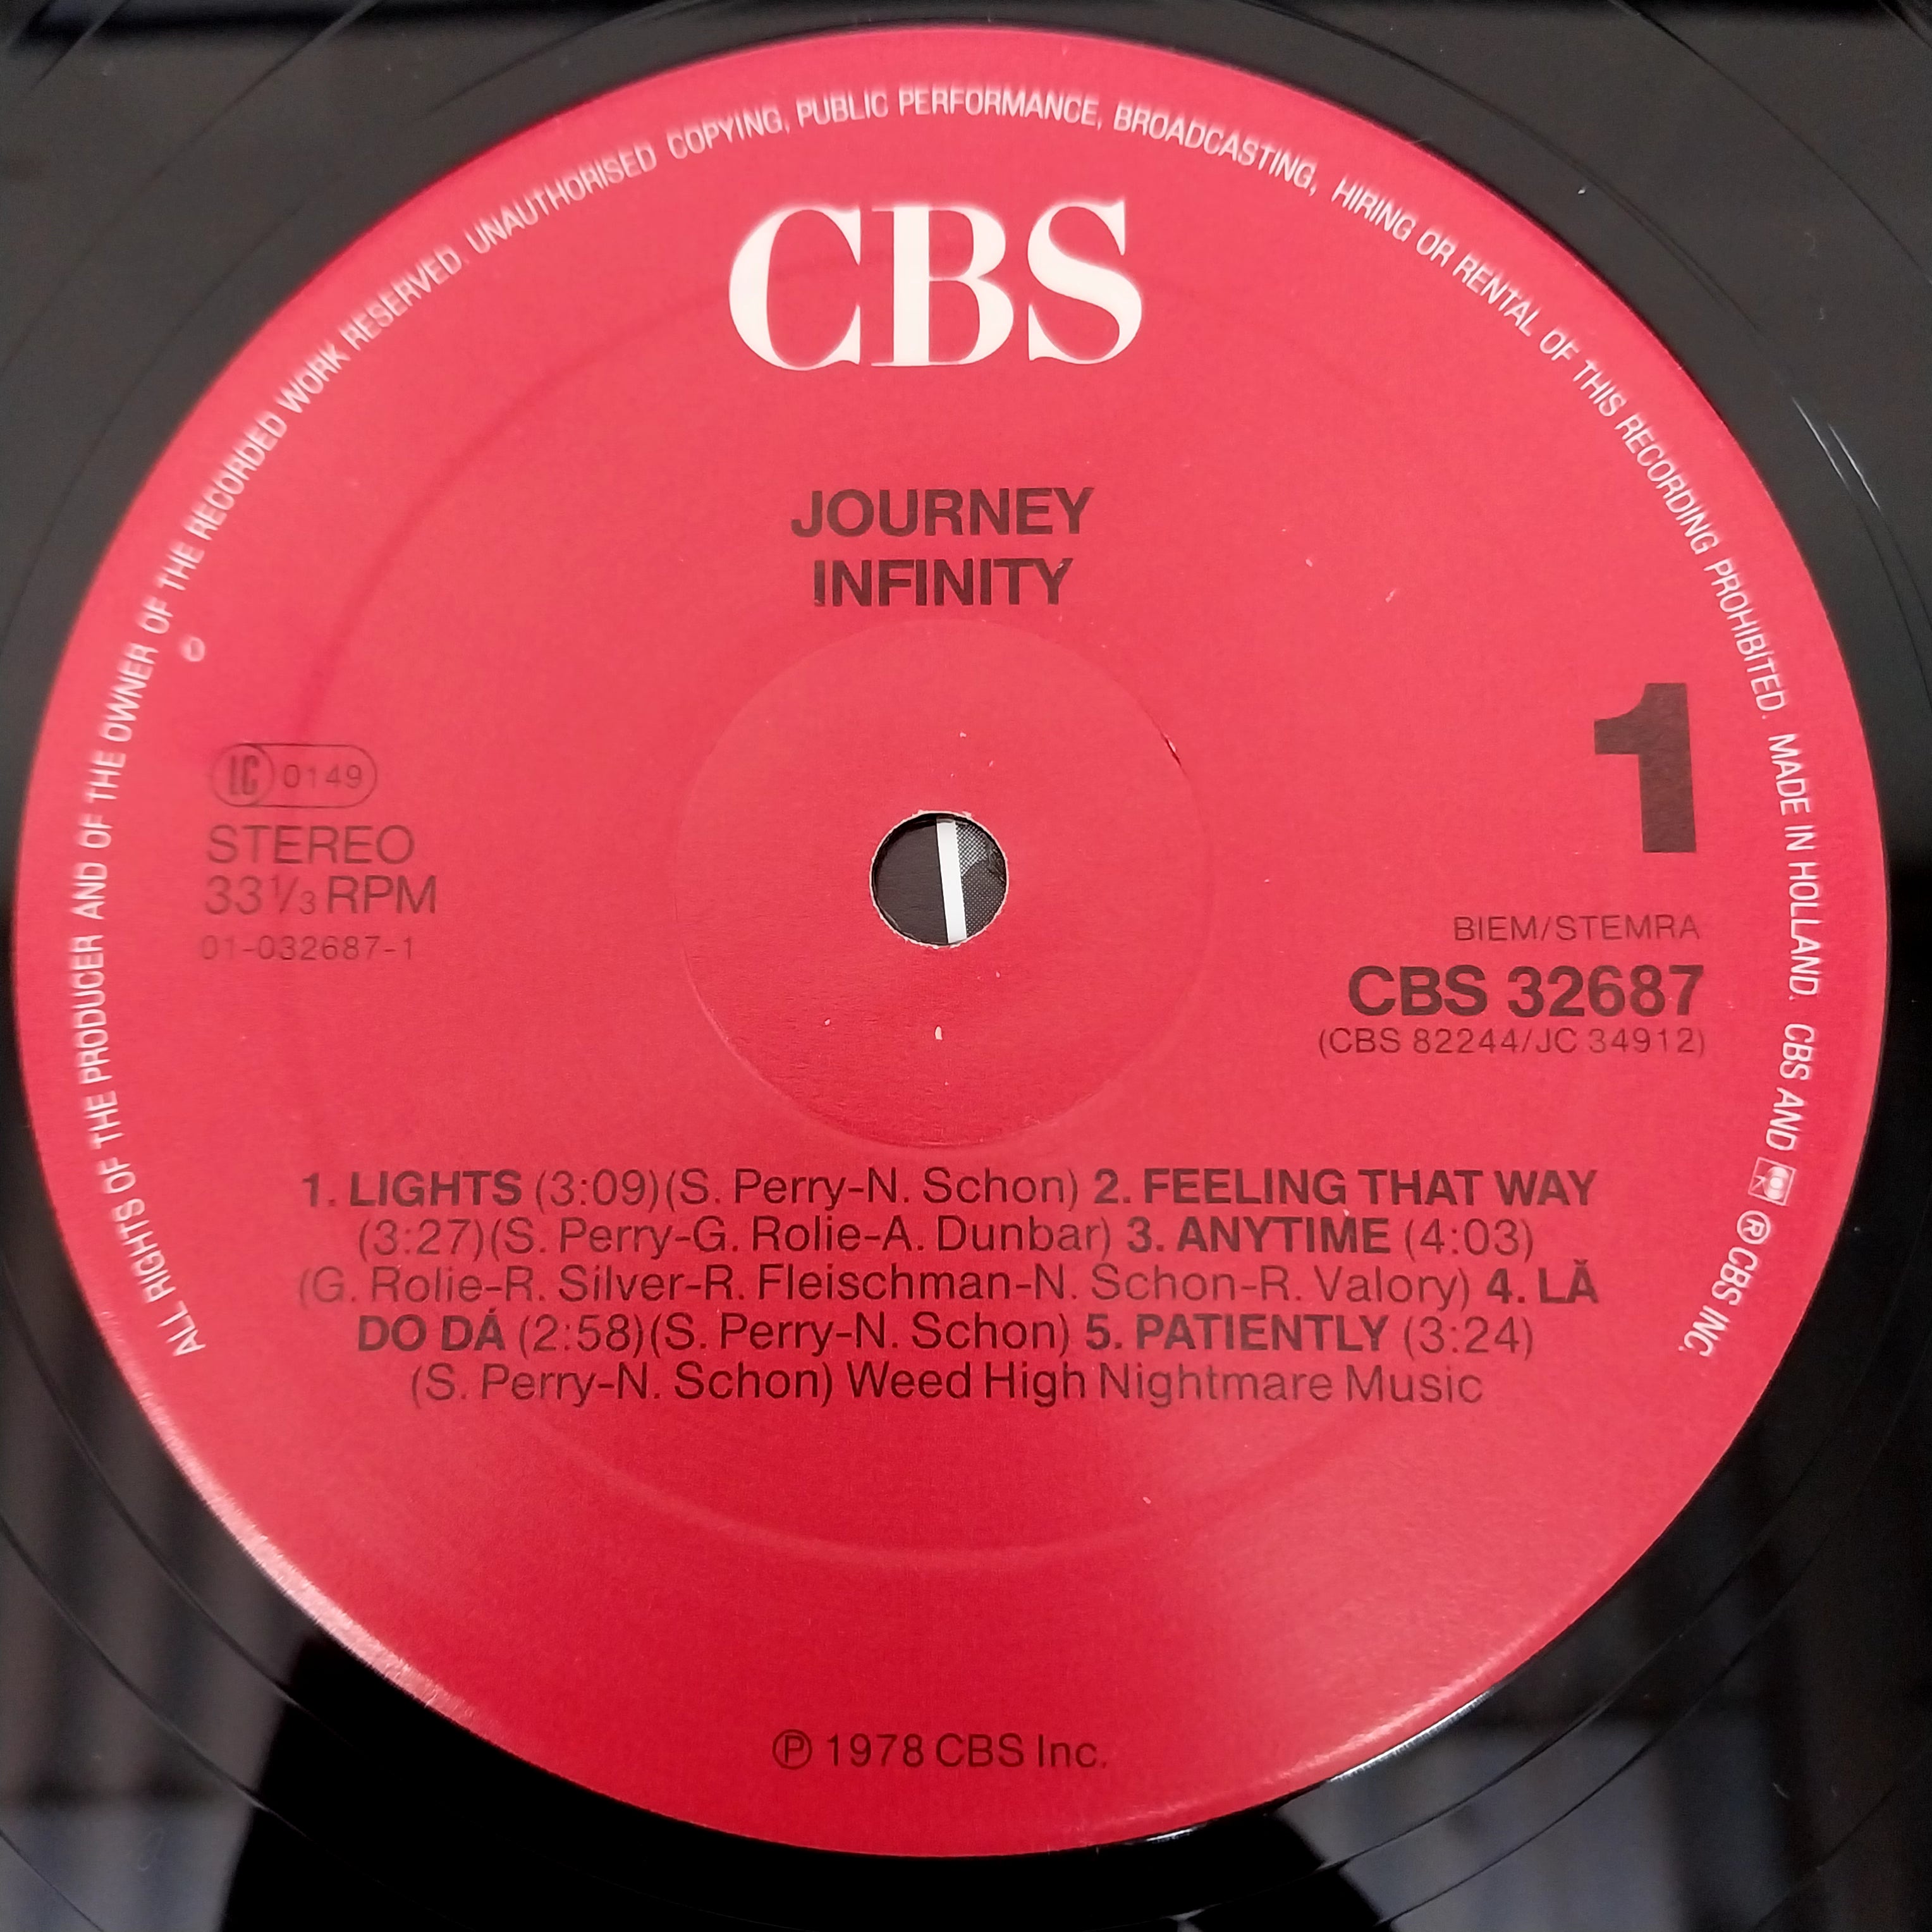 ALL RIGHTS OF THE PRODUCER AND OF THE OWNER OF THE RECORDED WORK RESERVED. UNAUTHORISED COPYING, PUBLIC PERFORMANCE, BROADCASTING, HIRING OR RENTAL OF THIS RECORDING PROHIBITED. MADE IN HOLLAND. CBS AND ® CBS INC.
CBS
JOURNEY
INFINITY
1
LC 0149
STEREO
33⅓ RPM
01-032687-1
BIEM/STEMRA
CBS 32687
(CBS 82244/JC 34912)
1. LIGHTS (3:09)(S. Perry-N. Schon) 2. FEELING THAT WAY
(3:27)(S. Perry-G. Rolie-A. Dunbar) 3. ANYTIME (4:03)
(G. Rolie-R. Silver-R. Fleischman-N. Schon-R. Valory) 4. LǍ
DO DÁ (2:58)(S. Perry-N. Schon) 5. PATIENTLY (3:24)
(S. Perry-N. Schon) Weed High Nightmare Music
℗ 1978 CBS Inc.